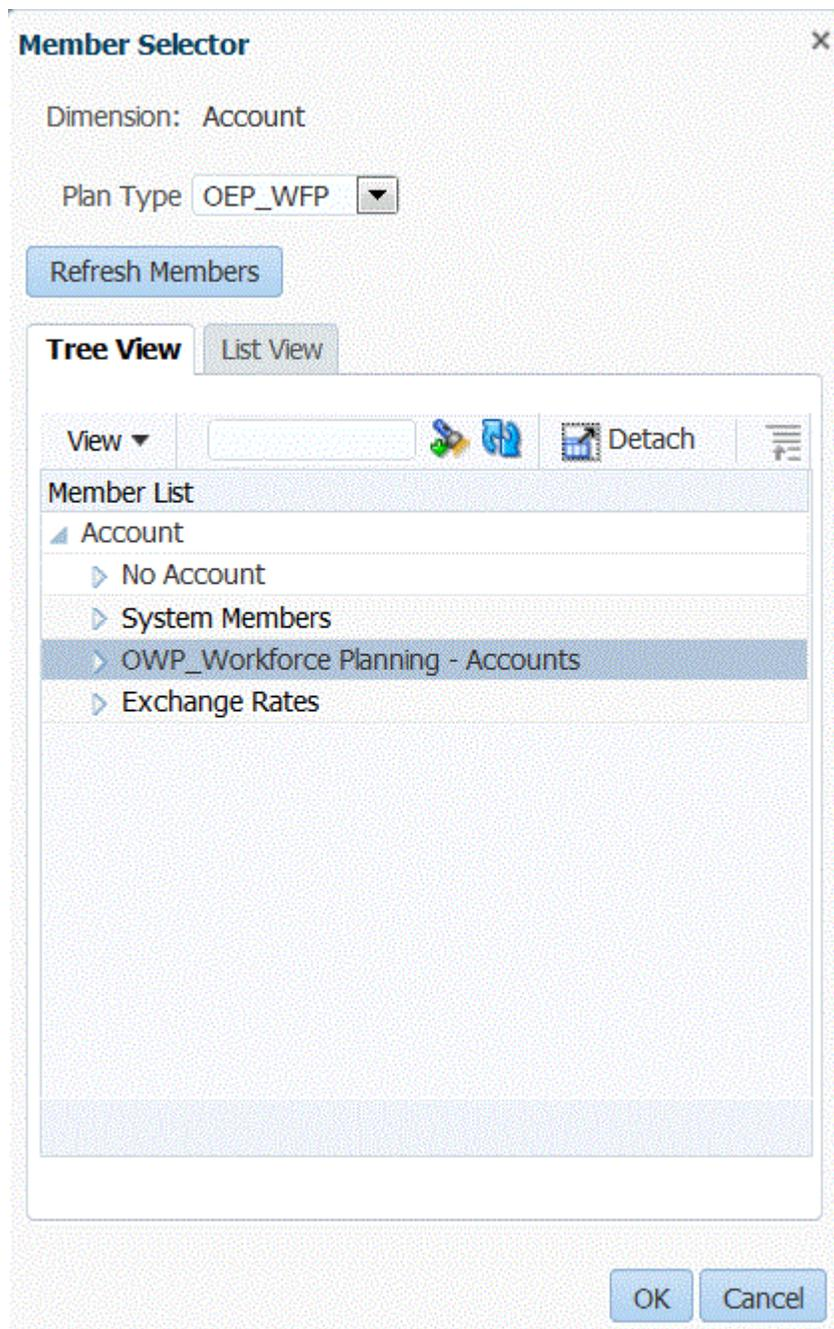 Member Selector
Dimension: Account
Plan Type OEP_WFP
Refresh Members
Tree View List View
View Detach
Member List
Account
No Account
System Members
OWP_Workforce Planning - Accounts
Exchange Rates
OK Cancel